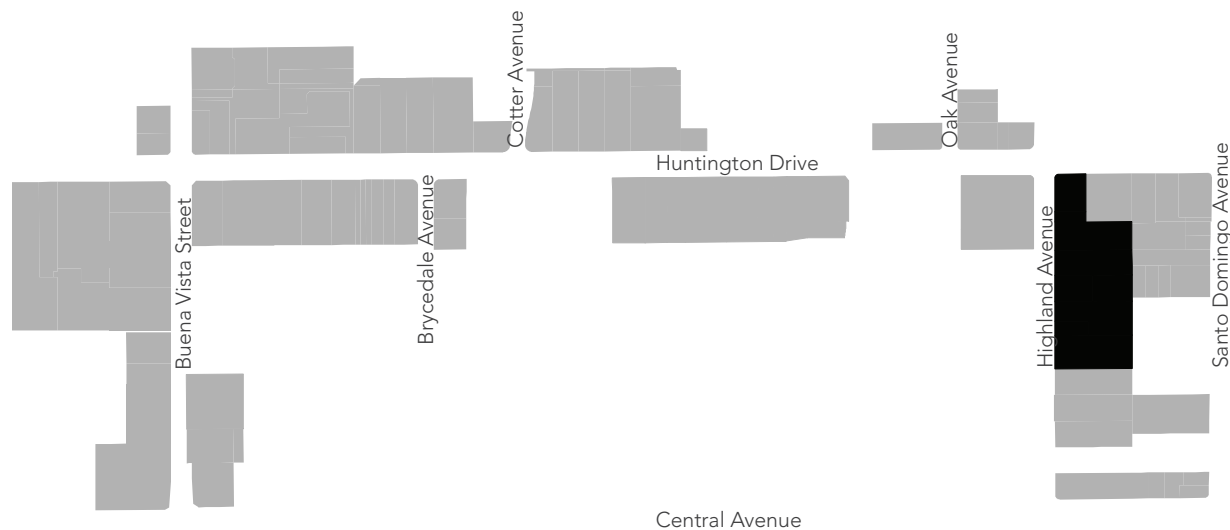 Cotter Avenue
Oak Avenue
Huntington Drive
Buena Vista Street
Brycedale Avenue
Highland Avenue
Santo Domingo Avenue
Central Avenue